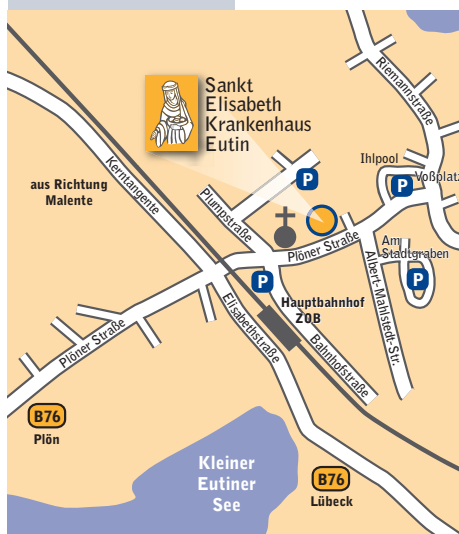 Sankt
Elisabeth
Krankenhaus
Eutin
Riemannstraße
Ihlpool
Voßplatz
P
P
aus Richtung
Malente
Kerntangente
Plumpstraße
Plöner Straße
Am
Stadtgraben
P
P
Albert-Mahlstedt-Str.
Hauptbahnhof
ZOB
Elisabethstraße
Bahnhofstraße
Plöner Straße
B76
Plön
Kleiner
Eutiner
See
B76
Lübeck